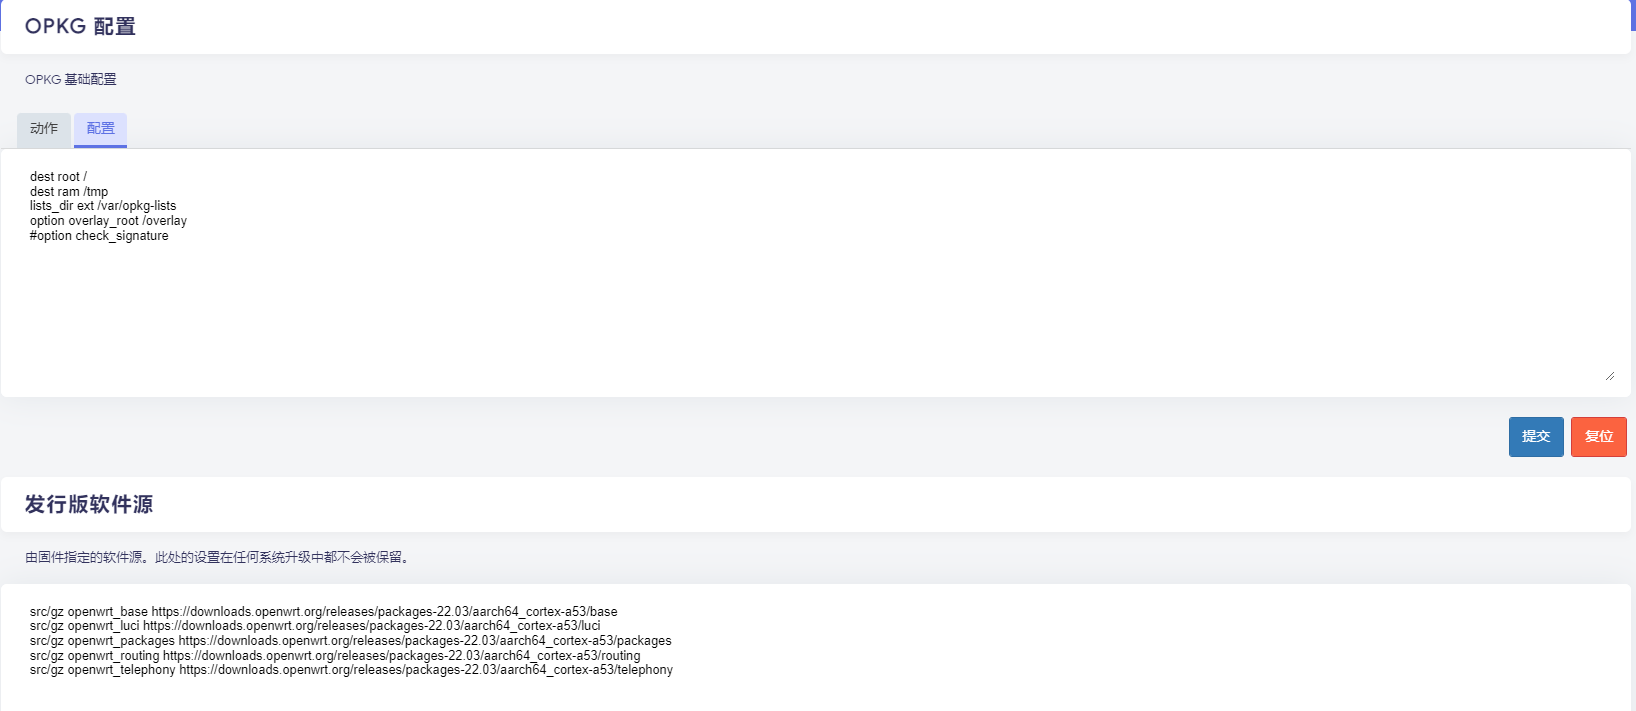 OPKG 配置
OPKG 基础配置
动作 配置
dest root /
dest ram /tmp
lists_dir ext /var/opkg-lists
option overlay_root /overlay
#option check_signature
提交 复位
发行版软件源
由固件指定的软件源。此处的设置在任何系统升级中都不会被保留。
src/gz openwrt_base https://downloads.openwrt.org/releases/packages-22.03/aarch64_cortex-a53/base
src/gz openwrt_luci https://downloads.openwrt.org/releases/packages-22.03/aarch64_cortex-a53/luci
src/gz openwrt_packages https://downloads.openwrt.org/releases/packages-22.03/aarch64_cortex-a53/packages
src/gz openwrt_routing https://downloads.openwrt.org/releases/packages-22.03/aarch64_cortex-a53/routing
src/gz openwrt_telephony https://downloads.openwrt.org/releases/packages-22.03/aarch64_cortex-a53/telephony